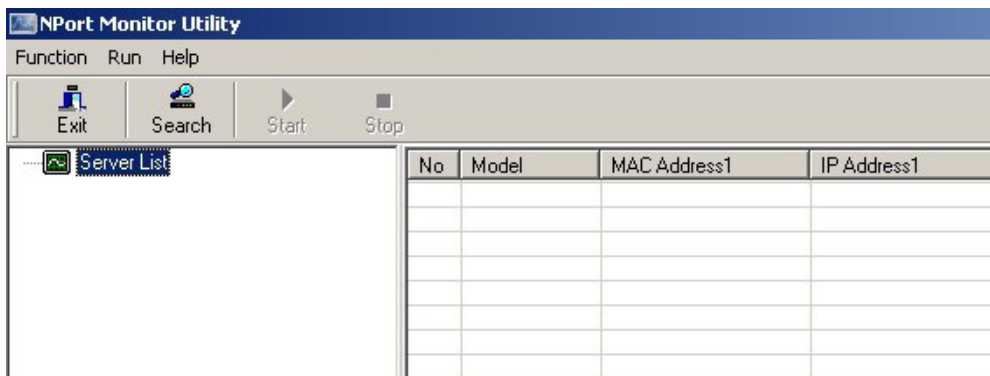 NPort Monitor Utility
Function Run Help
Exit Search Start Stop
Server List
No Model MAC Address1 IP Address1